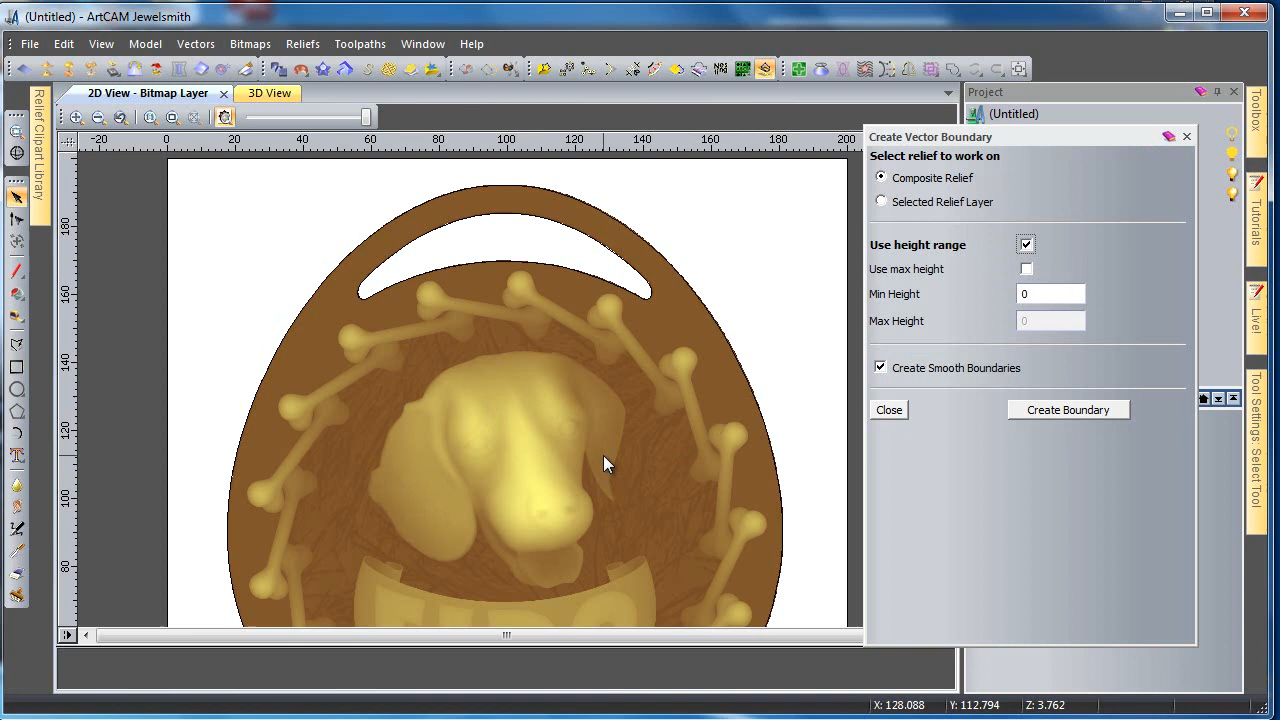 (Untitled) - ArtCAM Jewelsmith
File Edit View Model Vectors Bitmaps Reliefs Toolpaths Window Help
2D View - Bitmap Layer
3D View
Project
(Untitled)
Relief Clipart Library
-20 0 20 40 60 80 100 120 140 160 180 200
180
160
140
120
100
80
Create Vector Boundary
Select relief to work on
Composite Relief
Selected Relief Layer
Use height range
Use max height
Min Height 0
Max Height 0
Create Smooth Boundaries
Close Create Boundary
Toolbox
Tutorials
Live!
Tool Settings: Select Tool
X: 128.088 Y: 112.794 Z: 3.762